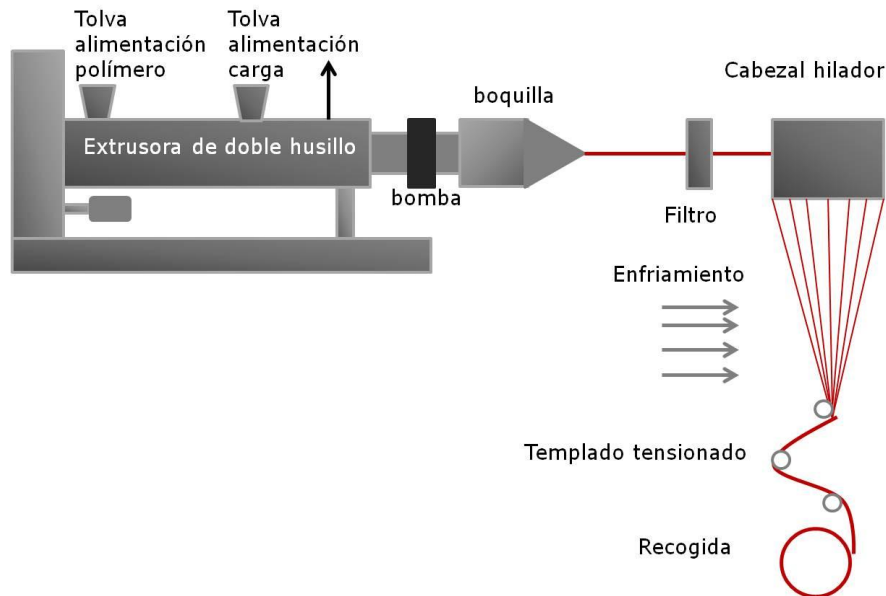 Tolva
alimentación
polímero
Tolva
alimentación
carga
Extrusora de doble husillo
bomba
boquilla
Filtro
Cabezal hilador
Enfriamiento
Templado tensionado
Recogida